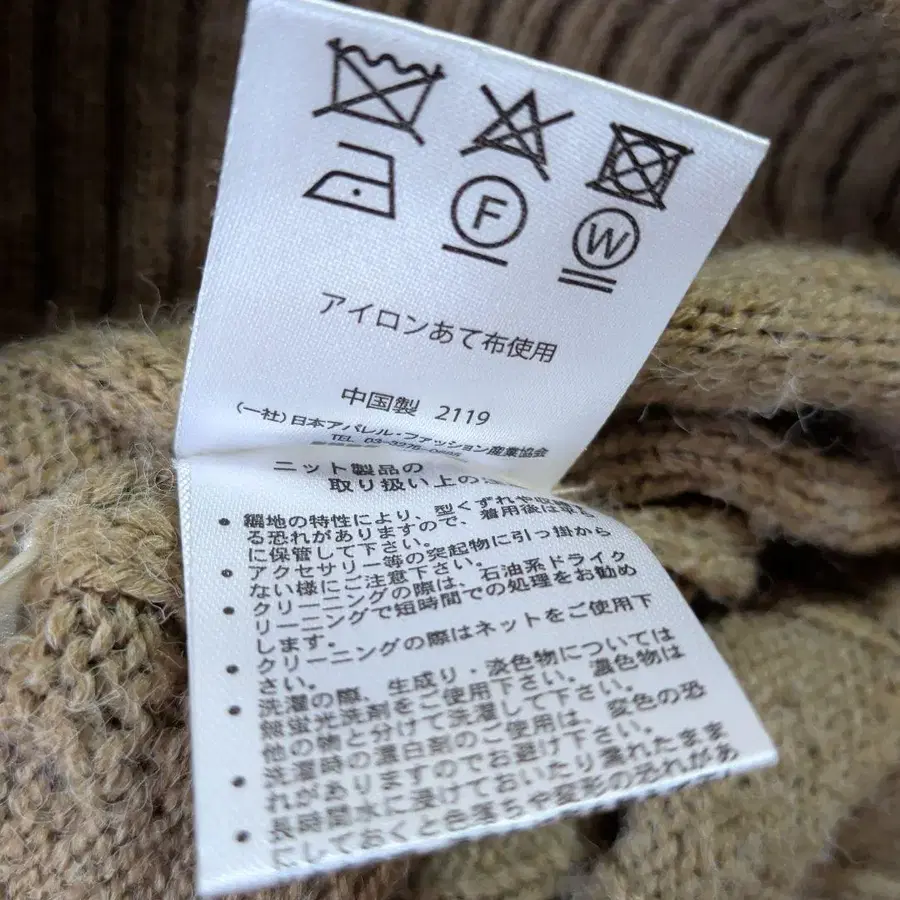 F
W
アイロンあて布使用
中国製 2119
(一社)日本アパレル・ファッション産業協会
TEL
ニット製品の
取り扱い上の
• 編地の特性により、型くずれや
る恐れがありますので、着用後は
に保管して下さい。
• アクセサリー等の突起物に引っ掛から
ない様にご注意下さい。
• クリーニングの際は、石油系ドライク
リーニングで短時間での処理をお勧め
します。
• クリーニングの際はネットをご使用下
さい。
• 洗濯の際、生成り・淡色物については
無蛍光洗剤をご使用下さい。濃色物は
他の物と分けて洗濯して下さい。
• 洗濯時の漂白剤のご使用は、変色の恐
れがありますのでお避け下さい。
• 長時間水に浸けておいたり濡れたまま
にしておくと色落ちや変形の恐れがあ